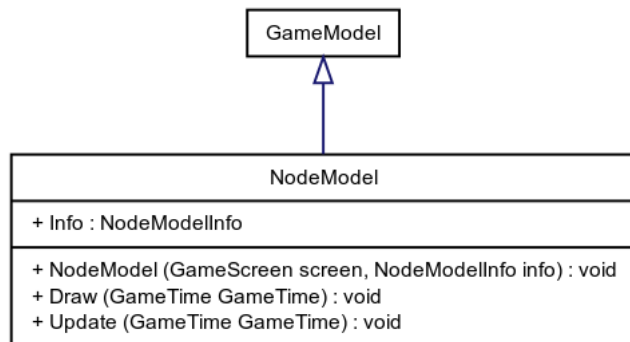 GameModel
NodeModel
+ Info : NodeModelInfo
+ NodeModel (GameScreen screen, NodeModelInfo info) : void
+ Draw (GameTime GameTime) : void
+ Update (GameTime GameTime) : void